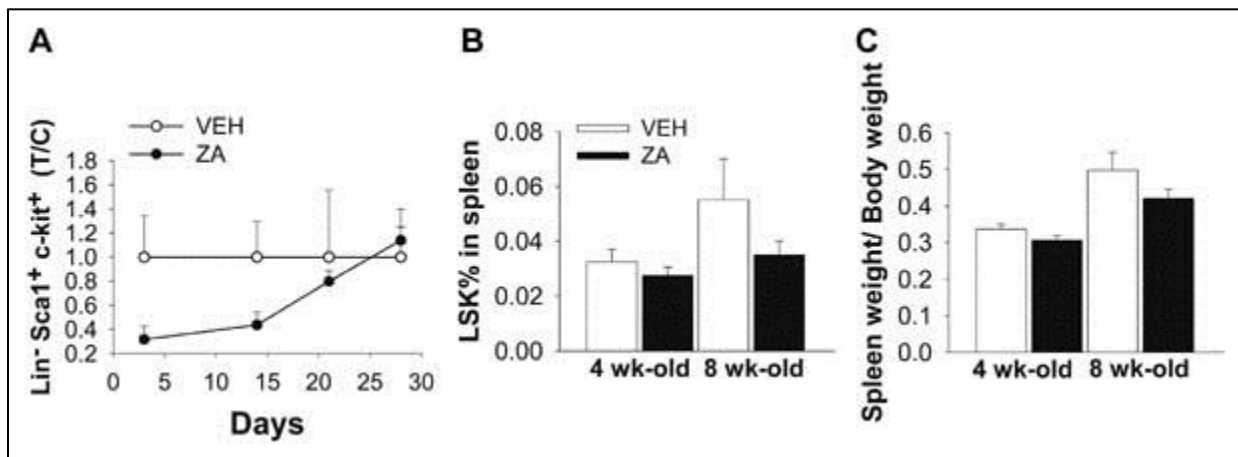 A
VEH
ZA
Lin⁻ Sca1⁺ c-kit⁺ (T/C)
1.8
1.6
1.4
1.2
1.0
0.8
0.6
0.4
0.2
0 5 10 15 20 25 30
Days
B
VEH
ZA
LSK% in spleen
0.08
0.06
0.04
0.02
0.00
4 wk-old 8 wk-old
C
Spleen weight/ Body weight
0.6
0.5
0.4
0.3
0.2
0.1
0.0
4 wk-old 8 wk-old